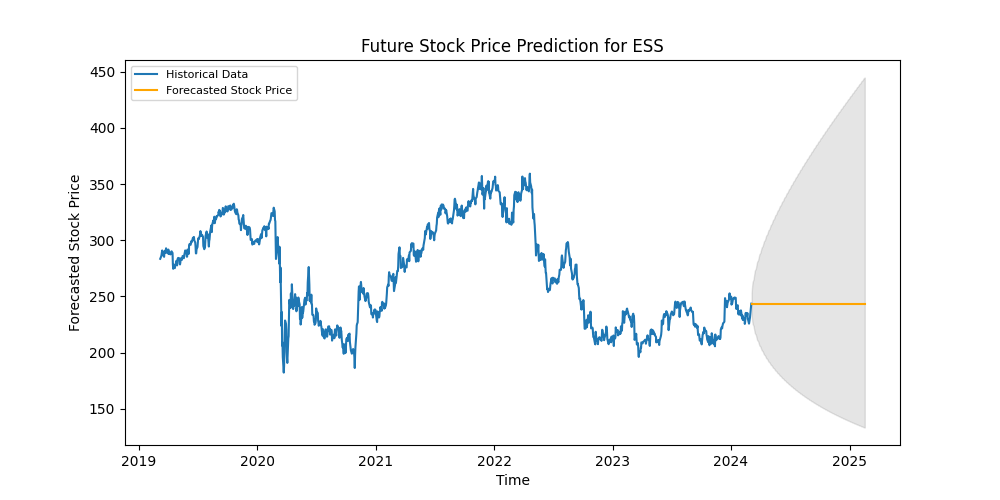 Future Stock Price Prediction for ESS
Historical Data
Forecasted Stock Price
Forecasted Stock Price
450
400
350
300
250
200
150
2019
2020
2021
2022
2023
2024
2025
Time